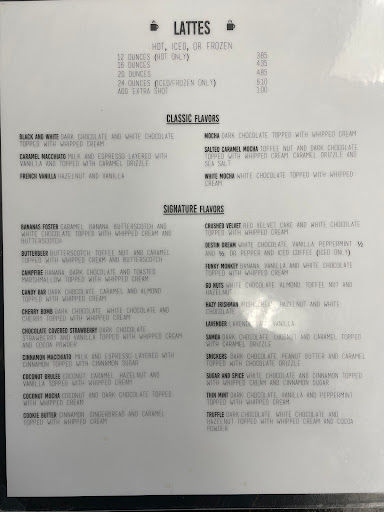 LATTES
HOT, ICED, OR FROZEN
12 OUNCES (HOT ONLY) 3.85
16 OUNCES 4.35
20 OUNCES 4.85
24 OUNCES (ICED/FROZEN ONLY) 5.10
ADD EXTRA SHOT 1.00
CLASSIC FLAVORS
BLACK AND WHITE DARK CHOCOLATE AND WHITE CHOCOLATE
TOPPED WITH WHIPPED CREAM
CARAMEL MACCHIATO MILK AND ESPRESSO LAYERED WITH
VANILLA AND TOPPED WITH CARAMEL DRIZZLE
FRENCH VANILLA HAZELNUT AND VANILLA
MOCHA DARK CHOCOLATE TOPPED WITH WHIPPED CREAM
SALTED CARAMEL MOCHA TOFFEE NUT AND DARK CHOCOLATE
TOPPED WITH WHIPPED CREAM, CARAMEL DRIZZLE AND
SEA SALT
WHITE MOCHA WHITE CHOCOLATE TOPPED WITH WHIPPED
CREAM
SIGNATURE FLAVORS
BANANAS FOSTER CARAMEL, BANANA, BUTTERSCOTCH AND
WHITE CHOCOLATE TOPPED WITH WHIPPED CREAM AND
BUTTERSCOTCH
BUTTERBEER BUTTERSCOTCH, TOFFEE NUT, AND CARAMEL
TOPPED WITH WHIPPED CREAM AND BUTTERSCOTCH
CAMPFIRE BANANA, DARK CHOCOLATE AND TOASTED
MARSHMALLOW TOPPED WITH WHIPPED CREAM
CANDY BAR DARK CHOCOLATE, CARAMEL AND ALMOND
TOPPED WITH WHIPPED CREAM
CHERRY BOMB DARK CHOCOLATE, WHITE CHOCOLATE AND
CHERRY TOPPED WITH WHIPPED CREAM
CHOCOLATE COVERED STRAWBERRY DARK CHOCOLATE,
STRAWBERRY AND VANILLA TOPPED WITH WHIPPED CREAM
AND COCOA POWDER
CINNAMON MACCHIATO MILK AND ESPRESSO LAYERED WITH
CINNAMON TOPPED WITH CINNAMON SUGAR
COCONUT BRULEE COCONUT, CARAMEL, HAZELNUT AND
VANILLA TOPPED WITH WHIPPED CREAM
COCONUT MOCHA COCONUT AND DARK CHOCOLATE TOPPED
WITH WHIPPED CREAM
COOKIE BUTTER CINNAMON, GINGERBREAD AND CARAMEL
TOPPED WITH WHIPPED CREAM
CRUSHED VELVET RED VELVET CAKE AND WHITE CHOCOLATE
TOPPED WITH WHIPPED CREAM
DESTIN DREAM WHITE CHOCOLATE, VANILLA, PEPPERMINT ½
AND ½, DR. PEPPER AND ICED COFFEE (ICED ONLY)
FUNKY MONKEY BANANA, VANILLA AND WHITE CHOCOLATE
TOPPED WITH WHIPPED CREAM
GO NUTS WHITE CHOCOLATE, ALMOND, TOFFEE NUT AND
HAZELNUT
HAZY IRISHMAN IRISH CREAM, HAZELNUT AND WHITE
CHOCOLATE
LAVENDER LAVENDER VANILLA
SAMOA DARK CHOCOLATE, COCONUT AND CARAMEL TOPPED
WITH CARAMEL DRIZZLE
SNICKERS DARK CHOCOLATE, PEANUT BUTTER AND CARAMEL
TOPPED WITH CHOCOLATE DRIZZLE
SUGAR AND SPICE WHITE CHOCOLATE AND CINNAMON TOPPED
WITH WHIPPED CREAM AND CINNAMON SUGAR
THIN MINT DARK CHOCOLATE, VANILLA AND PEPPERMINT
TOPPED WITH WHIPPED CREAM
TRUFFLE DARK CHOCOLATE, WHITE CHOCOLATE AND
HAZELNUT TOPPED WITH WHIPPED CREAM AND COCOA
POWDER